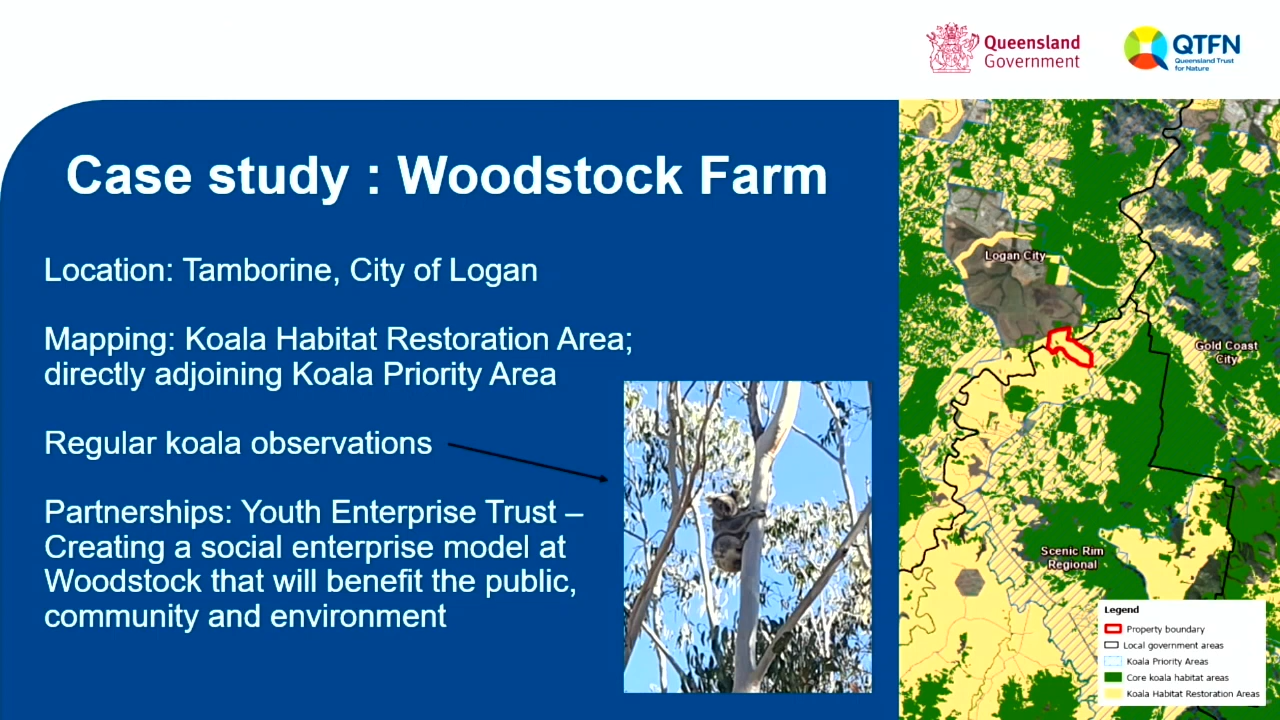 Queensland
Government
QTFN
Queensland Trust
for Nature
Case study : Woodstock Farm
Location: Tamborine, City of Logan
Mapping: Koala Habitat Restoration Area;
directly adjoining Koala Priority Area
Regular koala observations
Partnerships: Youth Enterprise Trust –
Creating a social enterprise model at
Woodstock that will benefit the public,
community and environment
Logan City
Gold Coast
City
Scenic Rim
Regional
Legend
Property boundary
Local government areas
Koala Priority Areas
Core koala habitat areas
Koala Habitat Restoration Areas